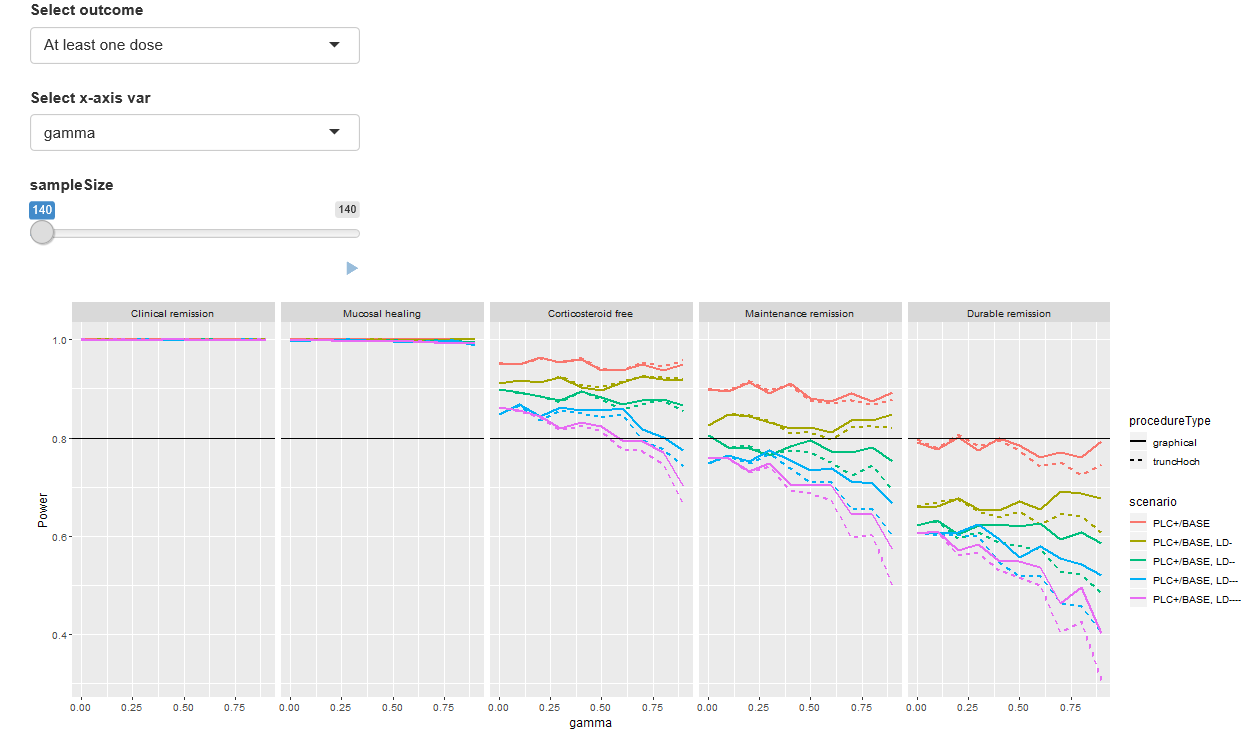 Select outcome
At least one dose
Select x-axis var
gamma
sampleSize
140 140
Clinical remission Mucosal healing Corticosteroid free Maintenance remission Durable remission
1.0
0.8
0.6
0.4
Power
0.00 0.25 0.50 0.75 0.00 0.25 0.50 0.75 0.00 0.25 0.50 0.75 0.00 0.25 0.50 0.75 0.00 0.25 0.50 0.75
gamma
procedureType
graphical
truncHoch
scenario
PLC+/BASE
PLC+/BASE, LD-
PLC+/BASE, LD--
PLC+/BASE, LD---
PLC+/BASE, LD----